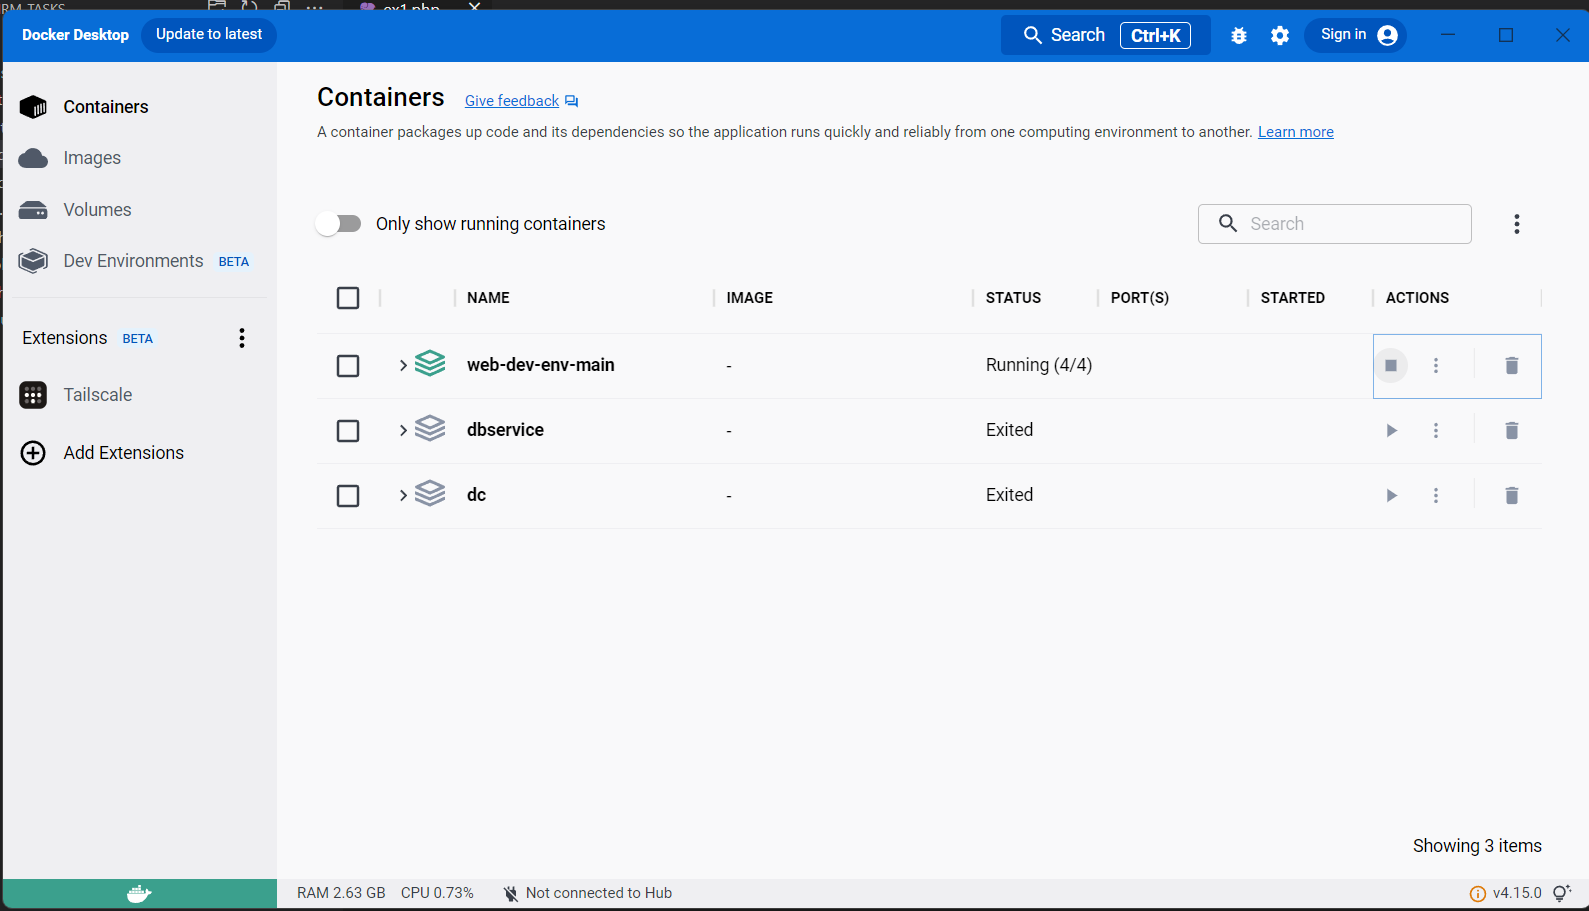 RM-TASKS
ex1.php
Docker Desktop
Update to latest
Search Ctrl+K
Sign in
Containers
Images
Volumes
Dev Environments BETA
Extensions BETA
Tailscale
Add Extensions
Containers Give feedback
A container packages up code and its dependencies so the application runs quickly and reliably from one computing environment to another. Learn more
Only show running containers
Search
NAME IMAGE STATUS PORT(S) STARTED ACTIONS
web-dev-env-main - Running (4/4)
dbservice - Exited
dc - Exited
Showing 3 items
RAM 2.63 GB CPU 0.73% Not connected to Hub
v4.15.0